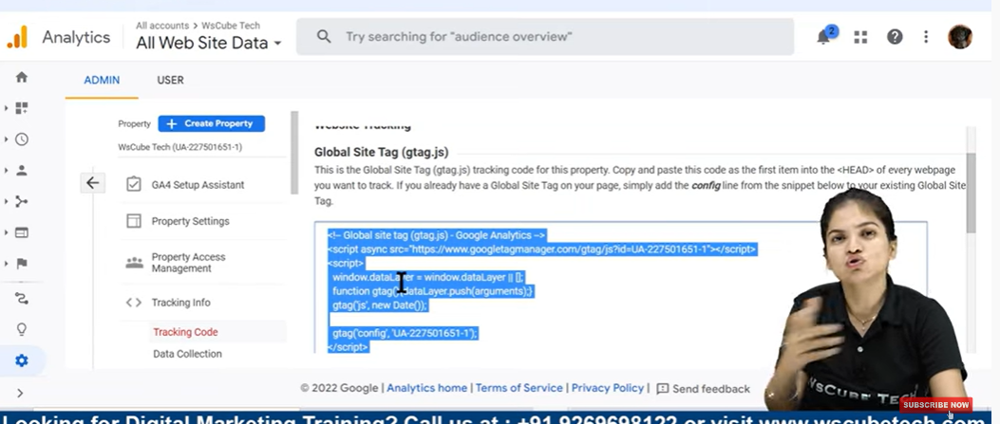 Analytics
All accounts > WsCube Tech
All Web Site Data
Try searching for "audience overview"
2
ADMIN
USER
Property
+ Create Property
WsCube Tech (UA-227501651-1)
GA4 Setup Assistant
Property Settings
Property Access
Management
Tracking Info
Tracking Code
Data Collection
Website Tracking
Global Site Tag (gtag.js)
This is the Global Site Tag (gtag.js) tracking code for this property. Copy and paste this code as the first item into the <HEAD> of every webpage
you want to track. If you already have a Global Site Tag on your page, simply add the config line from the snippet below to your existing Global Site
Tag.
<!-- Global site tag (gtag.js) - Google Analytics -->
<script async src="https://www.googletagmanager.com/gtag/js?id=UA-227501651-1"></script>
<script>
window.dataLayer = window.dataLayer || [];
function gtag(){dataLayer.push(arguments);}
gtag('js', new Date());
gtag('config', 'UA-227501651-1');
</script>
© 2022 Google | Analytics home | Terms of Service | Privacy Policy | Send feedback
WsCUBE TECH
SUBSCRIBE NOW
Looking for Digital Marketing Training? Call us at : +91 9269698122 or visit www.wscubetech.com